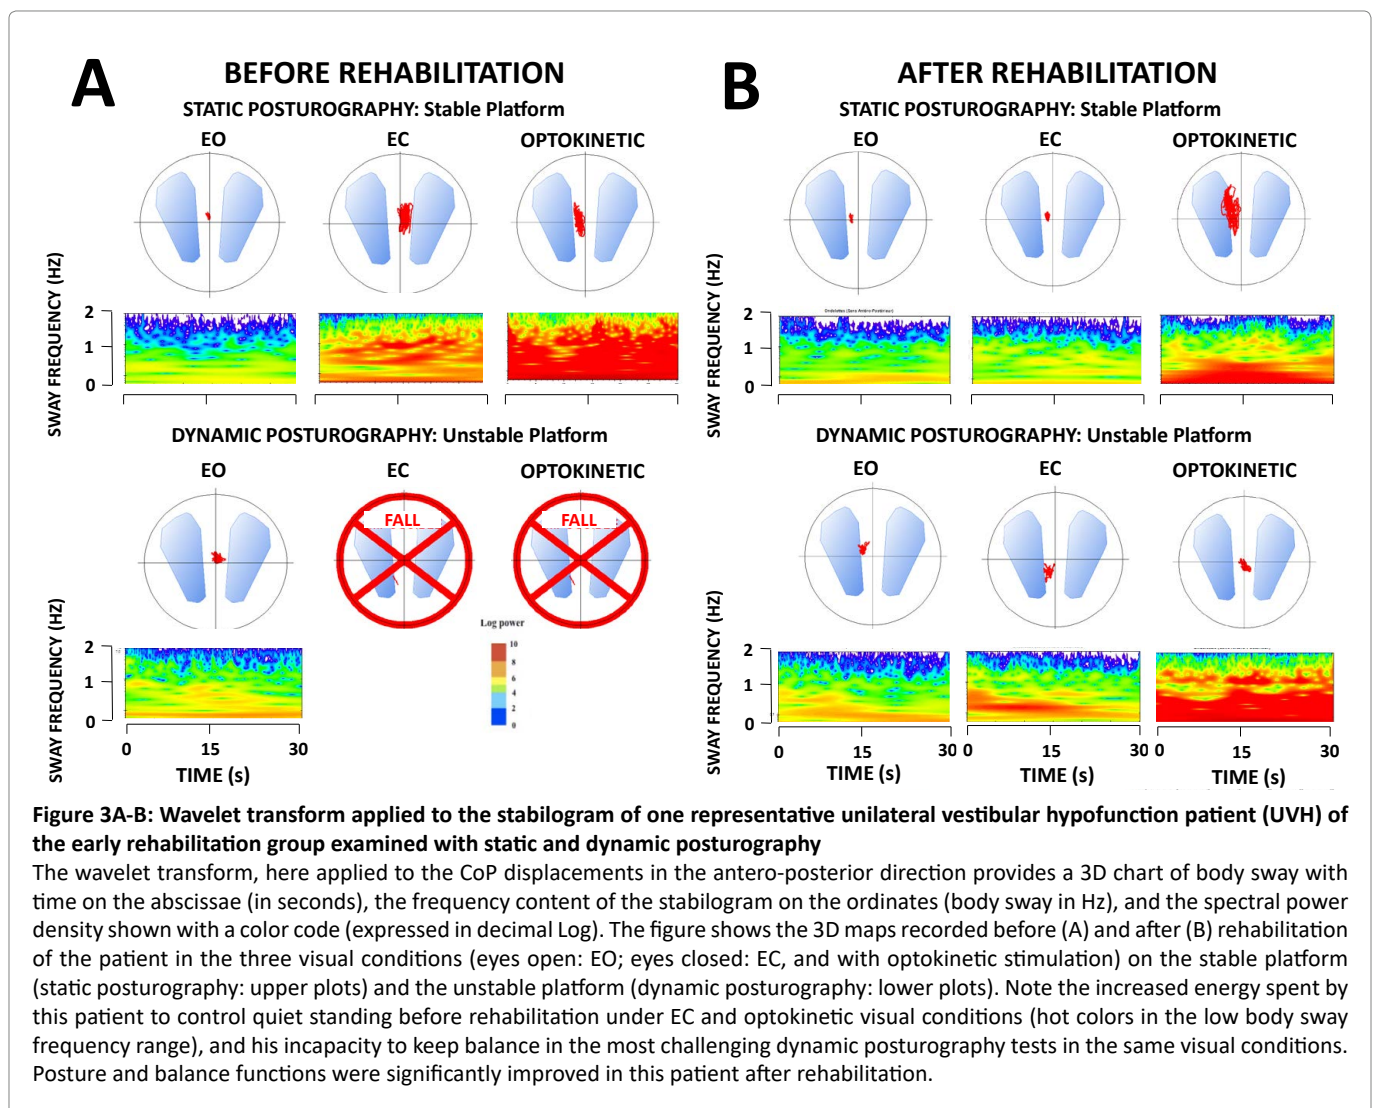 A
BEFORE REHABILITATION
STATIC POSTUROGRAPHY: Stable Platform
EO
EC
OPTOKINETIC
SWAY FREQUENCY (HZ)
2
1
0
DYNAMIC POSTUROGRAPHY: Unstable Platform
EO
EC
OPTOKINETIC
FALL
FALL
SWAY FREQUENCY (HZ)
2
1
0
0 15 30
TIME (s)
Log power
10
8
6
4
2
0
B
AFTER REHABILITATION
STATIC POSTUROGRAPHY: Stable Platform
EO
EC
OPTOKINETIC
SWAY FREQUENCY (HZ)
2
1
0
DYNAMIC POSTUROGRAPHY: Unstable Platform
EO
EC
OPTOKINETIC
SWAY FREQUENCY (HZ)
2
1
0
0 15 30 0 15 30 0 15 30
TIME (s) TIME (s) TIME (s)
Figure 3A-B: Wavelet transform applied to the stabilogram of one representative unilateral vestibular hypofunction patient (UVH) of
the early rehabilitation group examined with static and dynamic posturography
The wavelet transform, here applied to the CoP displacements in the antero-posterior direction provides a 3D chart of body sway with
time on the abscissae (in seconds), the frequency content of the stabilogram on the ordinates (body sway in Hz), and the spectral power
density shown with a color code (expressed in decimal Log). The figure shows the 3D maps recorded before (A) and after (B) rehabilitation
of the patient in the three visual conditions (eyes open: EO; eyes closed: EC, and with optokinetic stimulation) on the stable platform
(static posturography: upper plots) and the unstable platform (dynamic posturography: lower plots). Note the increased energy spent by
this patient to control quiet standing before rehabilitation under EC and optokinetic visual conditions (hot colors in the low body sway
frequency range), and his incapacity to keep balance in the most challenging dynamic posturography tests in the same visual conditions.
Posture and balance functions were significantly improved in this patient after rehabilitation.